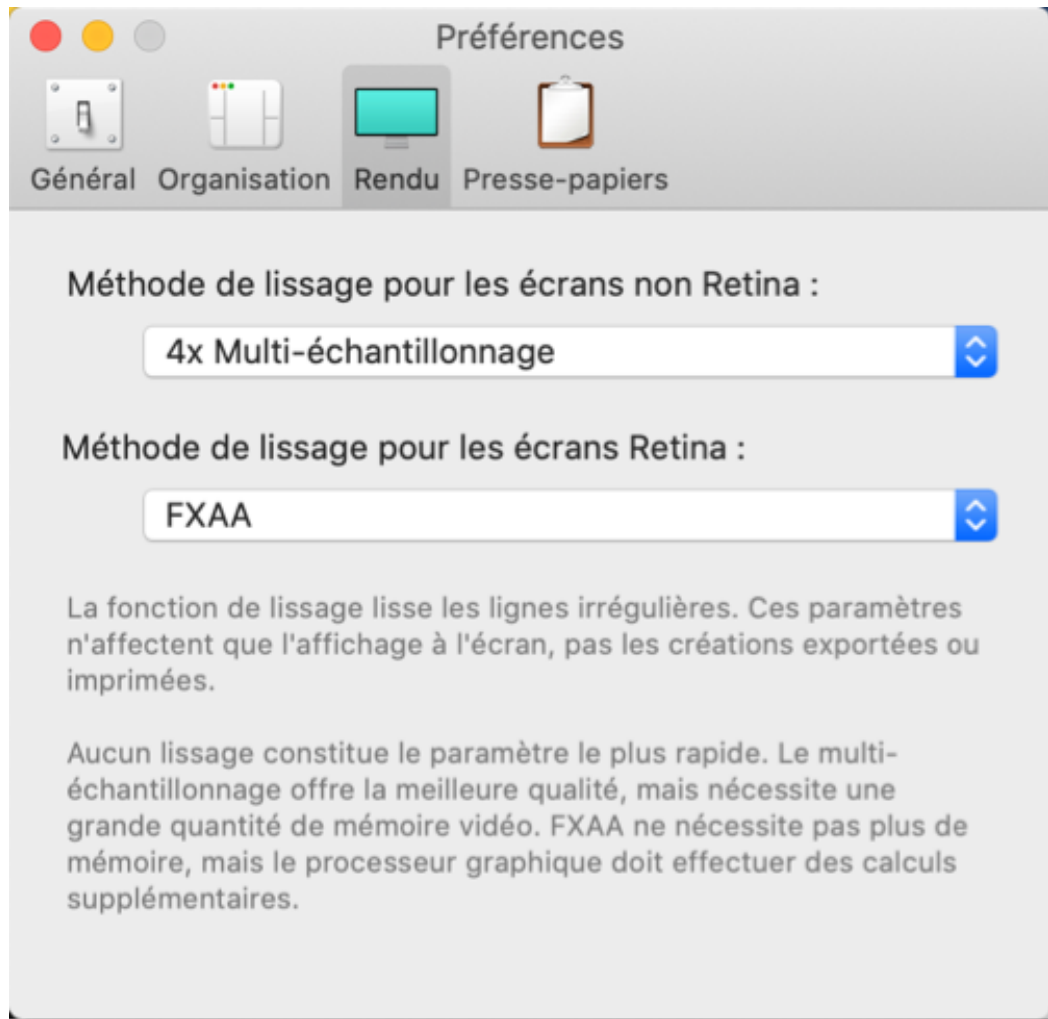 Préférences
Général Organisation Rendu Presse-papiers
Méthode de lissage pour les écrans non Retina :
4x Multi-échantillonnage
Méthode de lissage pour les écrans Retina :
FXAA
La fonction de lissage lisse les lignes irrégulières. Ces paramètres
n'affectent que l'affichage à l'écran, pas les créations exportées ou
imprimées.
Aucun lissage constitue le paramètre le plus rapide. Le multi-
échantillonnage offre la meilleure qualité, mais nécessite une
grande quantité de mémoire vidéo. FXAA ne nécessite pas plus de
mémoire, mais le processeur graphique doit effectuer des calculs
supplémentaires.